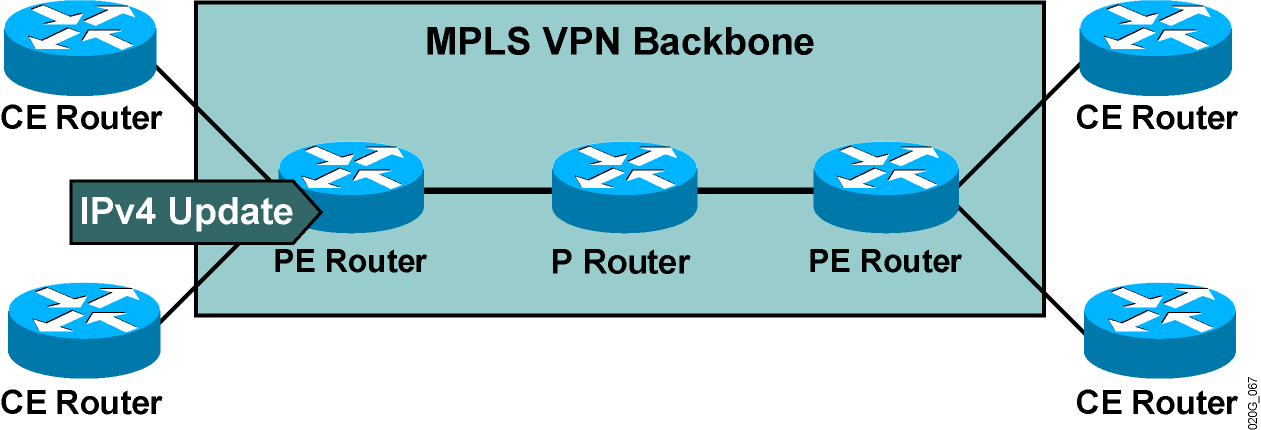 MPLS VPN Backbone
CE Router
CE Router
IPv4 Update
PE Router
P Router
PE Router
CE Router
CE Router
020G_067